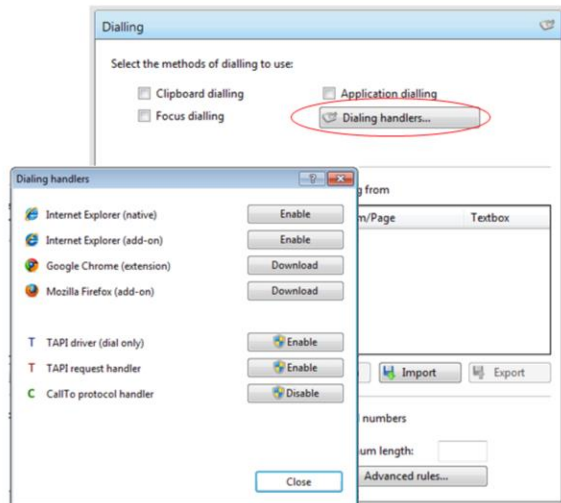 Dialling
Select the methods of dialling to use:
Clipboard dialling
Application dialling
Focus dialling
Dialing handlers...
Dialing handlers
Internet Explorer (native)
Enable
Internet Explorer (add-on)
Enable
Google Chrome (extension)
Download
Mozilla Firefox (add-on)
Download
T TAPI driver (dial only)
Enable
T TAPI request handler
Enable
C CallTo protocol handler
Disable
Close
from
Textbox
Import
Export
numbers
length:
Advanced rules...